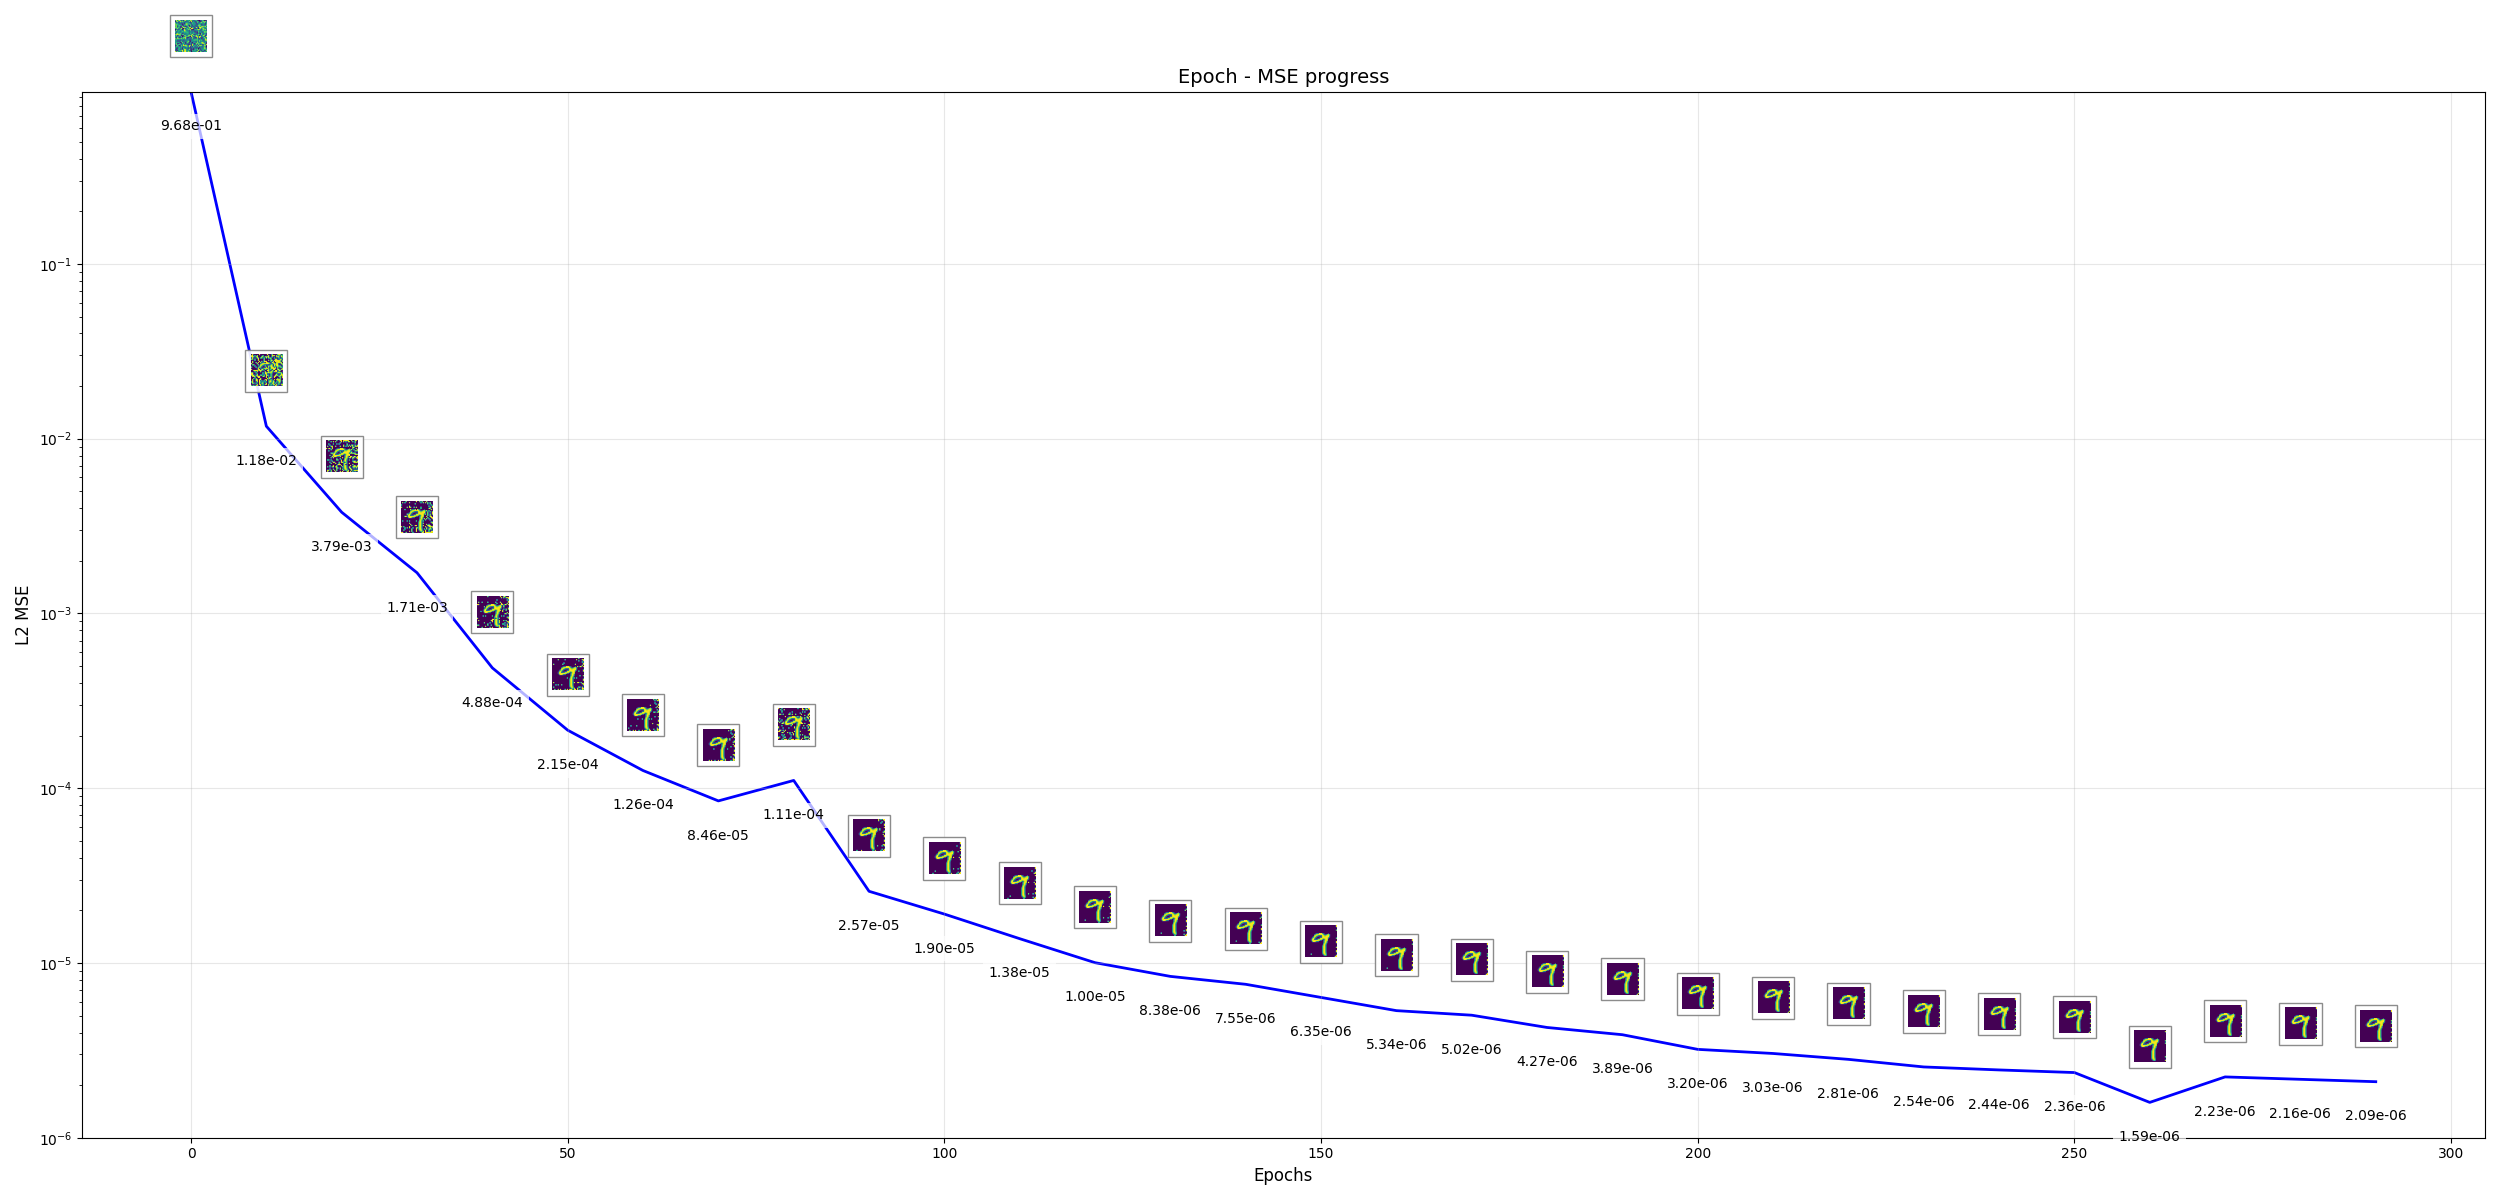 Epoch - MSE progress
L2 MSE
10⁻¹
10⁻²
10⁻³
10⁻⁴
10⁻⁵
10⁻⁶
9.68e-01
1.18e-02
3.79e-03
1.71e-03
4.88e-04
2.15e-04
1.26e-04
8.46e-05
1.11e-04
2.57e-05
1.90e-05
1.38e-05
1.00e-05
8.38e-06
7.55e-06
6.35e-06
5.34e-06
5.02e-06
4.27e-06
3.89e-06
3.20e-06
3.03e-06
2.81e-06
2.54e-06
2.44e-06
2.36e-06
1.59e-06
2.23e-06
2.16e-06
2.09e-06
0 50 100 150 200 250 300
Epochs